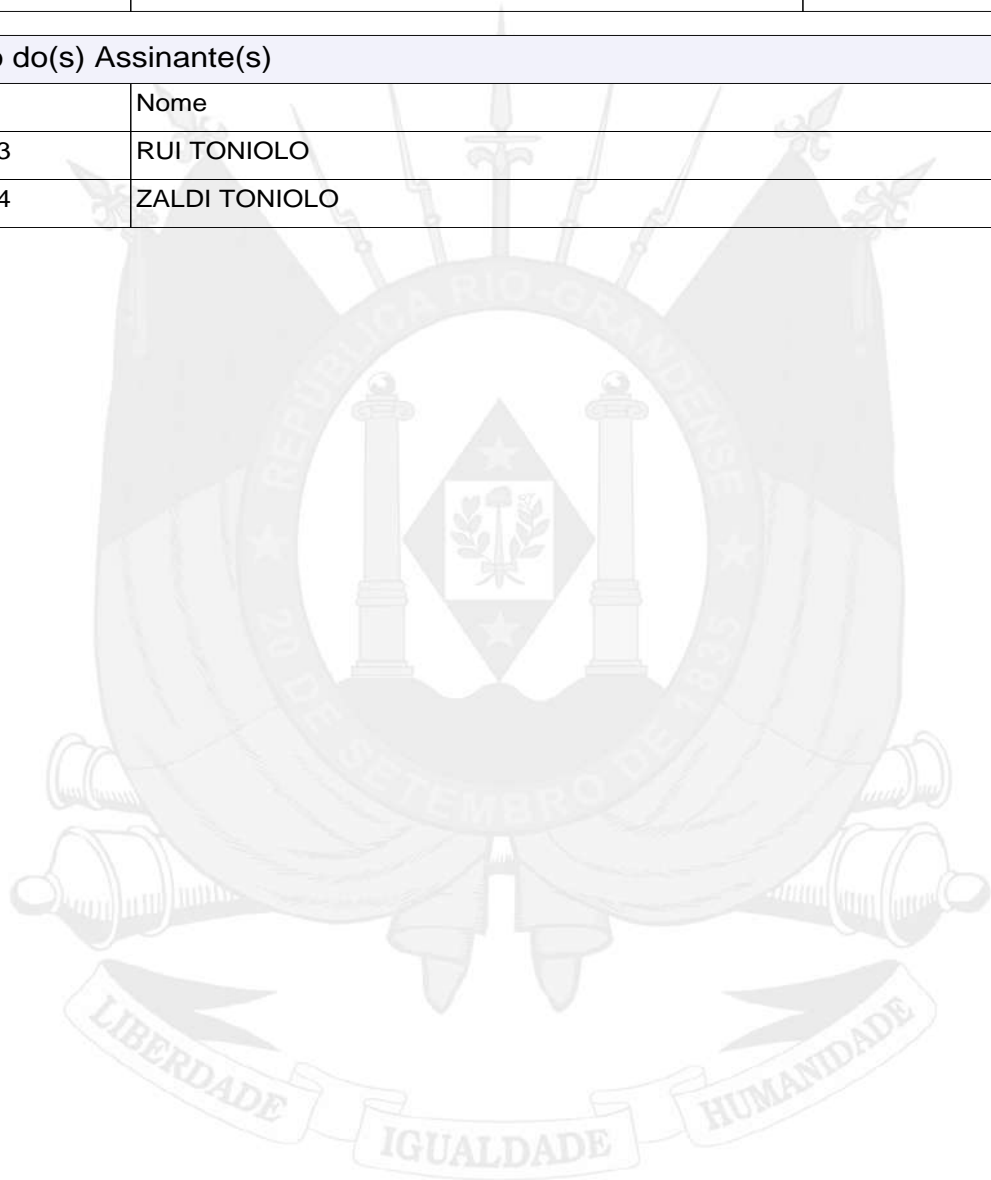 o do(s) Assinante(s)
Nome
3 RUI TONIOLO
4 ZALDI TONIOLO
REPÚBLICA RIO-GRANDENSE
20 DE SETEMBRO DE 1835
LIBERDADE IGUALDADE HUMANIDADE